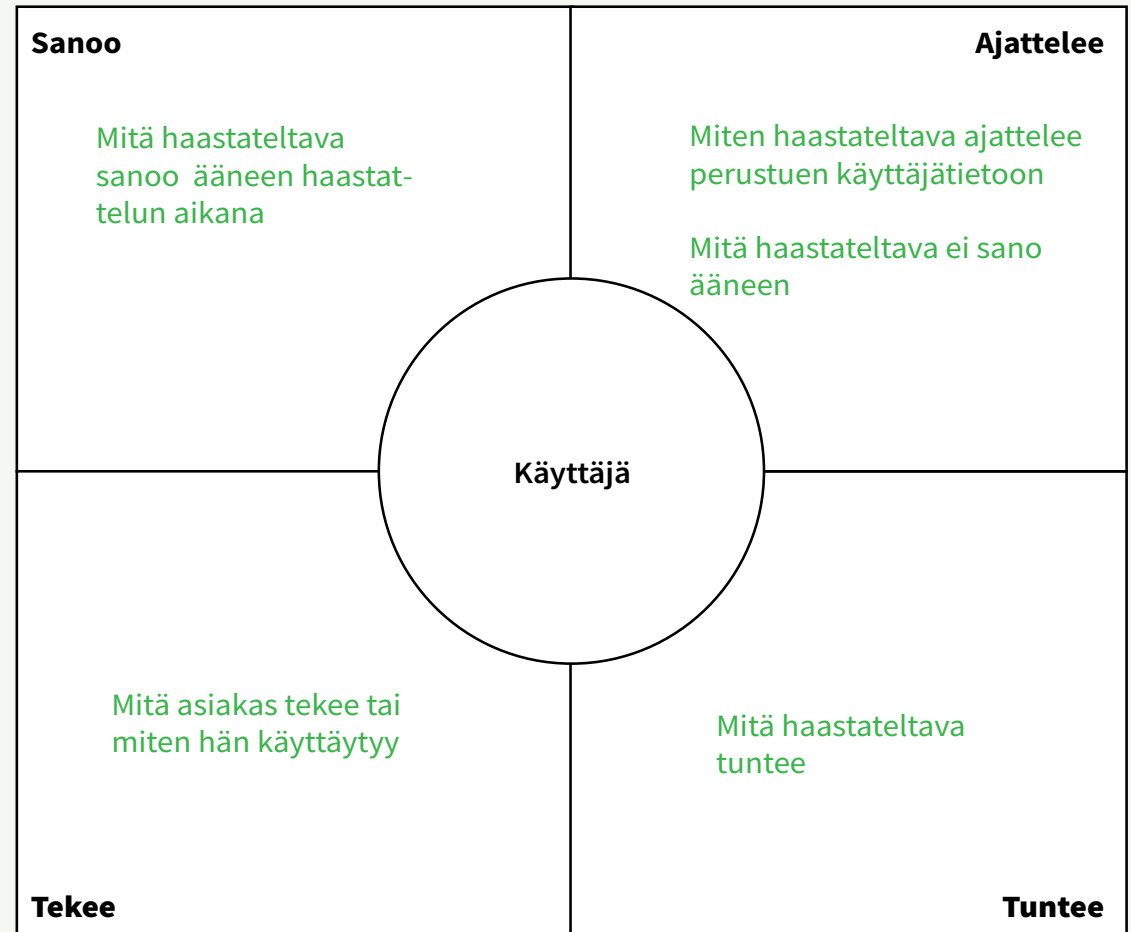 Sanoo
Ajattelee
Mitä haastateltava
sanoo ääneen haastat-
telun aikana
Miten haastateltava ajattelee
perustuen käyttäjätietoon
Mitä haastateltava ei sano
ääneen
Käyttäjä
Mitä asiakas tekee tai
miten hän käyttäytyy
Mitä haastateltava
tuntee
Tekee
Tuntee